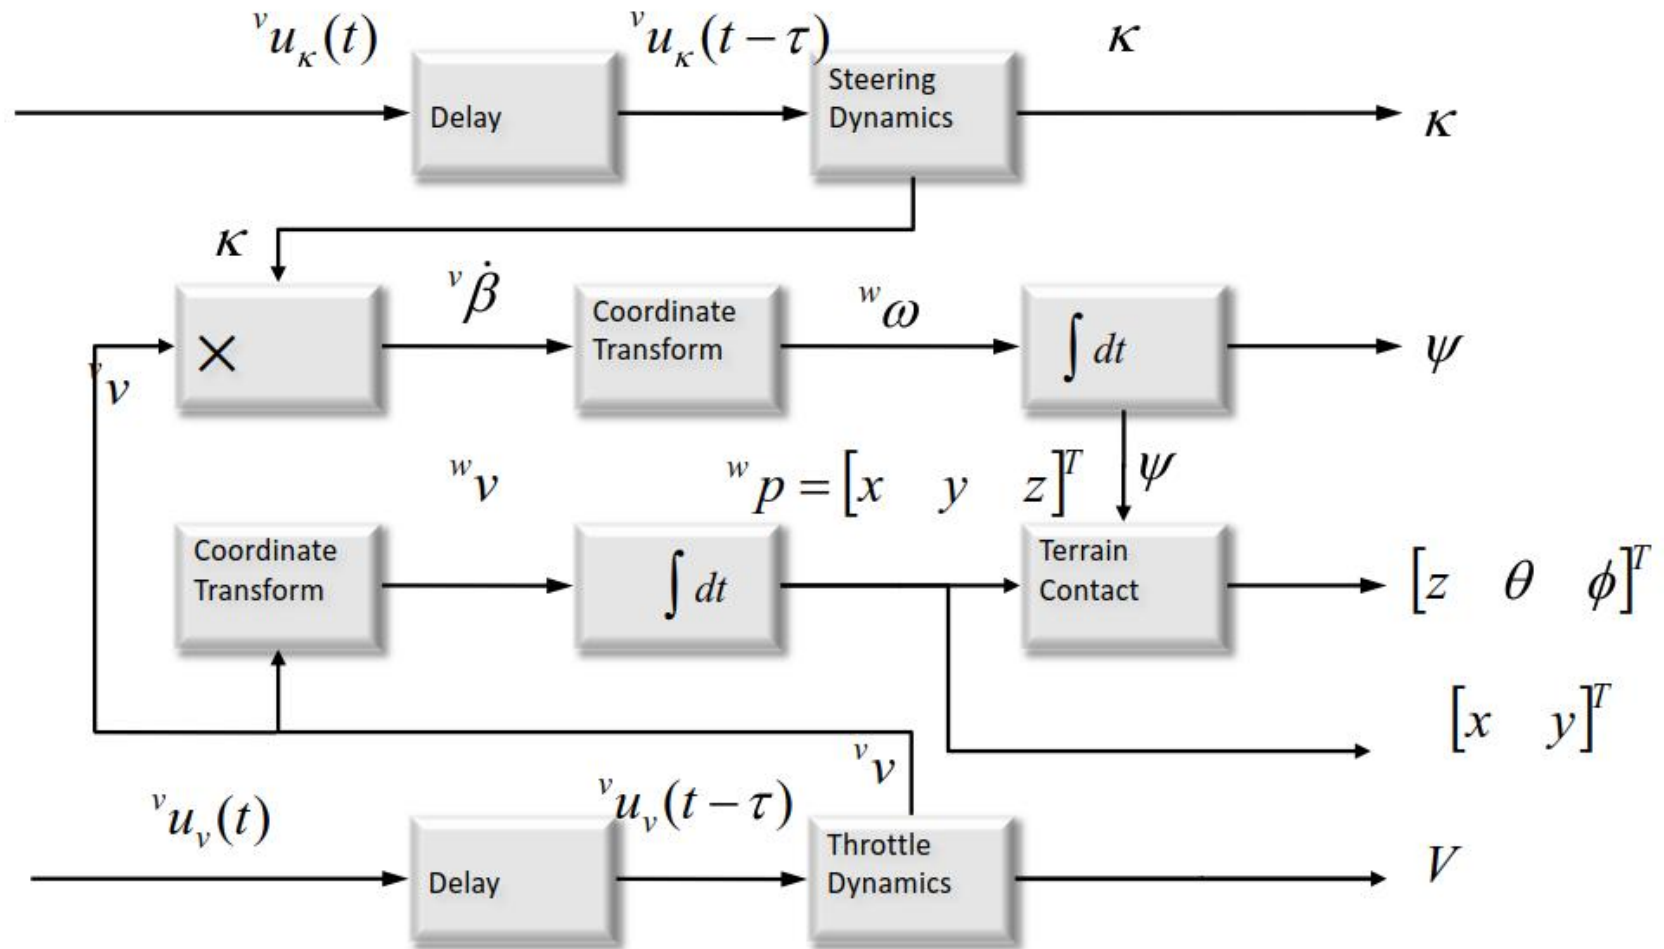 ᵛu_κ(t)
ᵛu_κ(t − τ)
κ
Delay
Steering
Dynamics
κ
κ
ᵛβ̇
ʷω
×
Coordinate
Transform
∫ dt
ψ
ᵛv
ʷv
ʷp = [x y z]ᵀ
ψ
Coordinate
Transform
∫ dt
Terrain
Contact
[z θ ϕ]ᵀ
[x y]ᵀ
ᵛv
ᵛu_v(t)
ᵛu_v(t − τ)
Delay
Throttle
Dynamics
V